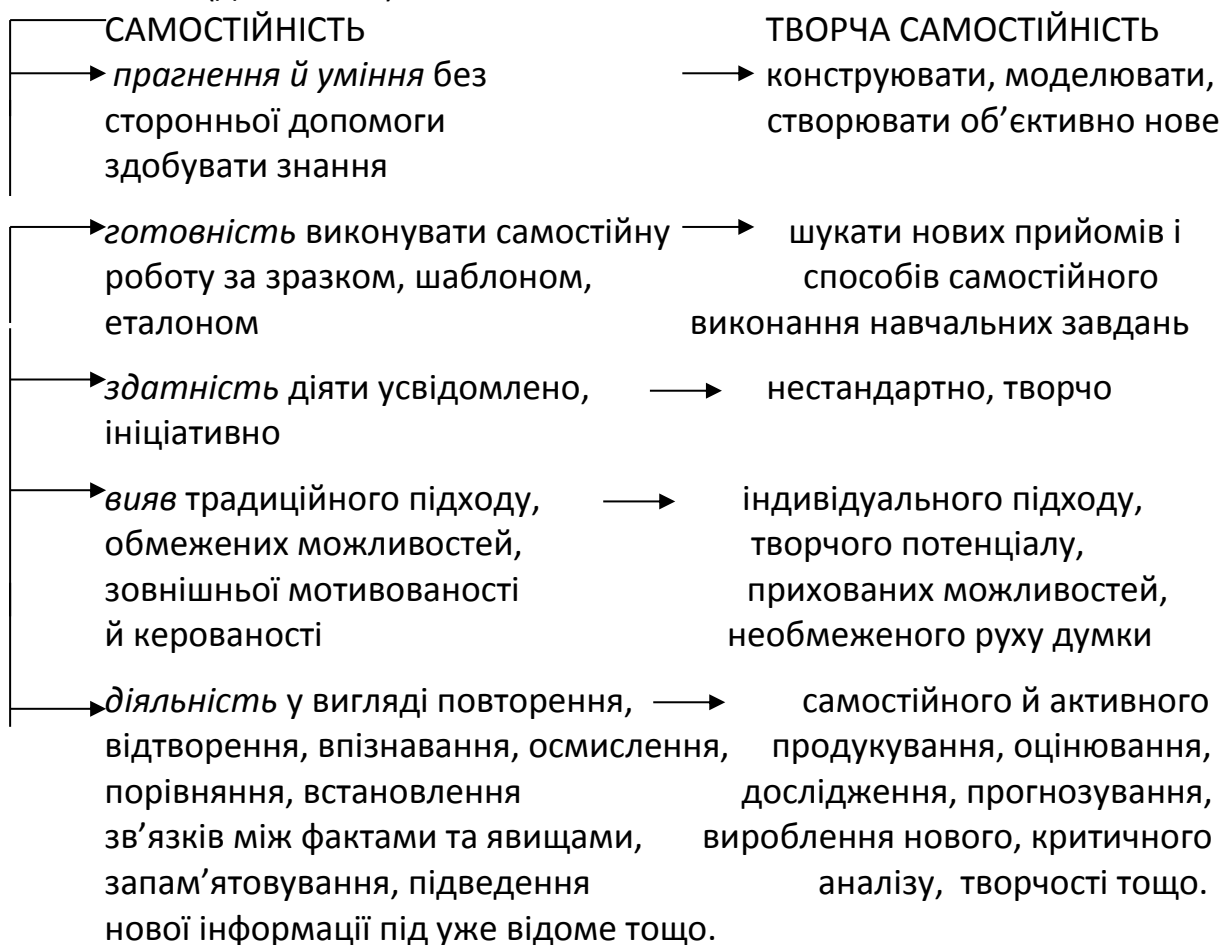 САМОСТІЙНІСТЬ ТВОРЧА САМОСТІЙНІСТЬ
прагнення й уміння без конструювати, моделювати,
сторонньої допомоги створювати об’єктивно нове
здобувати знання
готовність виконувати самостійну шукати нових прийомів і
роботу за зразком, шаблоном, способів самостійного
еталоном виконання навчальних завдань
здатність діяти усвідомлено, нестандартно, творчо
ініціативно
вияв традиційного підходу, індивідуального підходу,
обмежених можливостей, творчого потенціалу,
зовнішньої мотивованості прихованих можливостей,
й керованості необмеженого руху думки
діяльність у вигляді повторення, самостійного й активного
відтворення, впізнавання, осмислення, продукування, оцінювання,
порівняння, встановлення дослідження, прогнозування,
зв’язків між фактами та явищами, вироблення нового, критичного
запам’ятовування, підведення аналізу, творчості тощо.
нової інформації під уже відоме тощо.